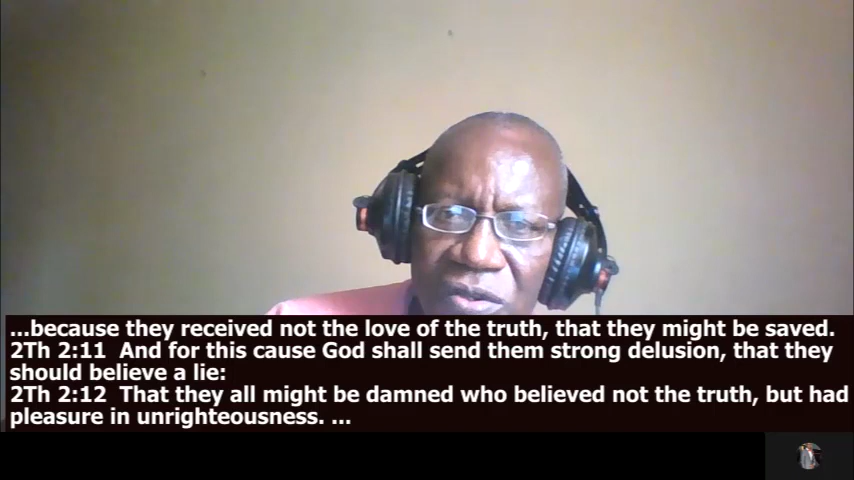 ...because they received not the love of the truth, that they might be saved.
2Th 2:11 And for this cause God shall send them strong delusion, that they
should believe a lie:
2Th 2:12 That they all might be damned who believed not the truth, but had
pleasure in unrighteousness. ...